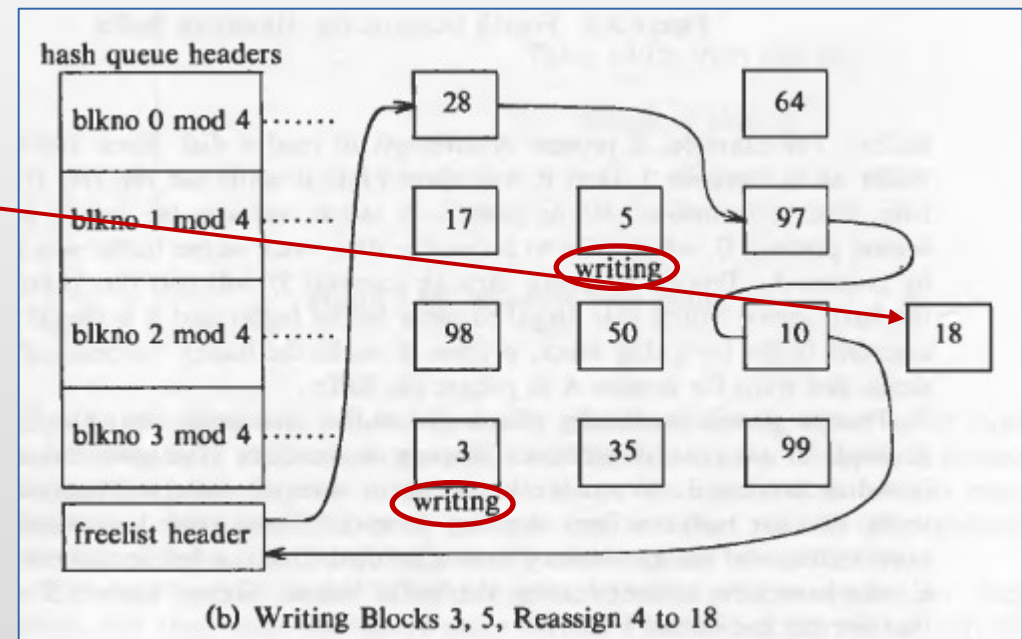 hash queue headers
blkno 0 mod 4 ...... 28 64
blkno 1 mod 4 ...... 17 5 97
writing
blkno 2 mod 4 ...... 98 50 10 18
blkno 3 mod 4 ...... 3 35 99
writing
freelist header
(b) Writing Blocks 3, 5, Reassign 4 to 18